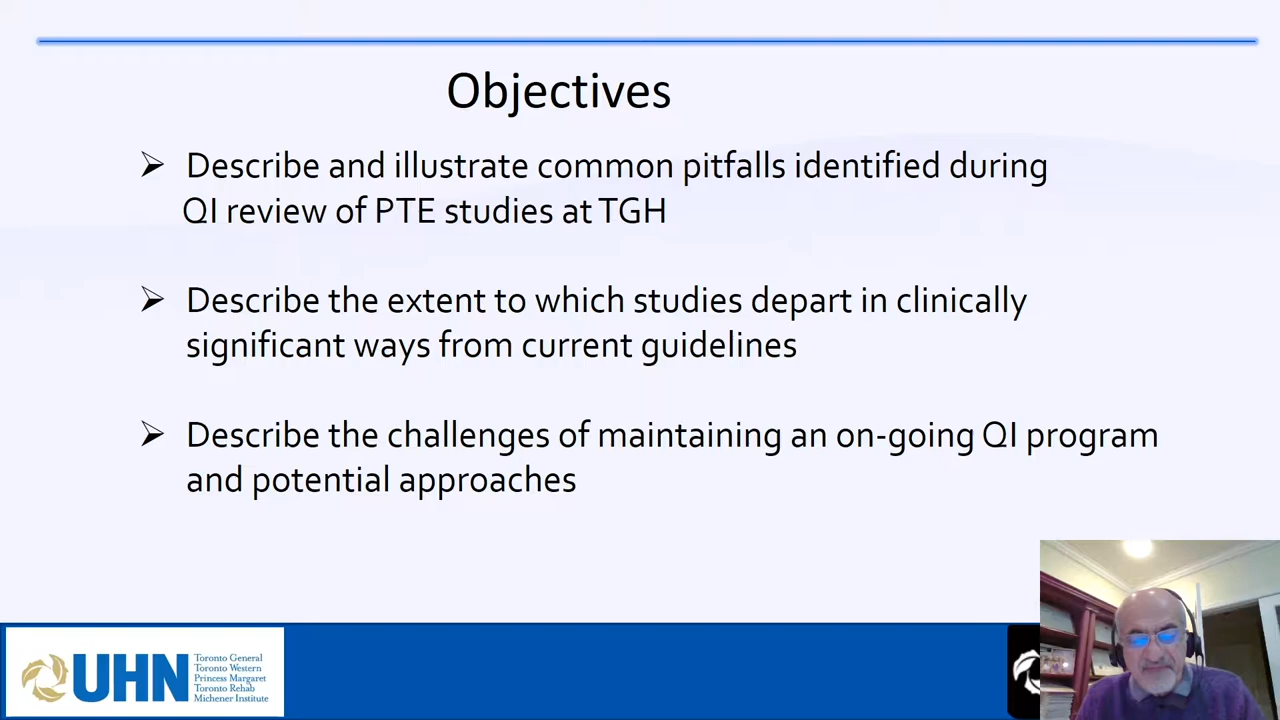 Objectives
Describe and illustrate common pitfalls identified during
QI review of PTE studies at TGH
Describe the extent to which studies depart in clinically
significant ways from current guidelines
Describe the challenges of maintaining an on-going QI program
and potential approaches
UHN
Toronto General
Toronto Western
Princess Margaret
Toronto Rehab
Michener Institute